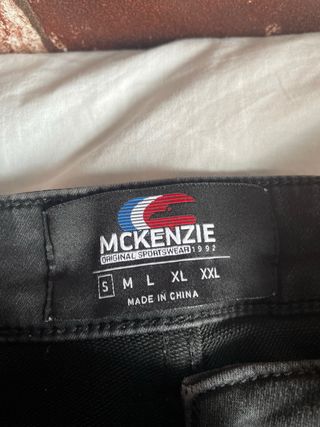 MCKENZIE
ORIGINAL SPORTSWEAR 1992
S M L XL XXL
MADE IN CHINA